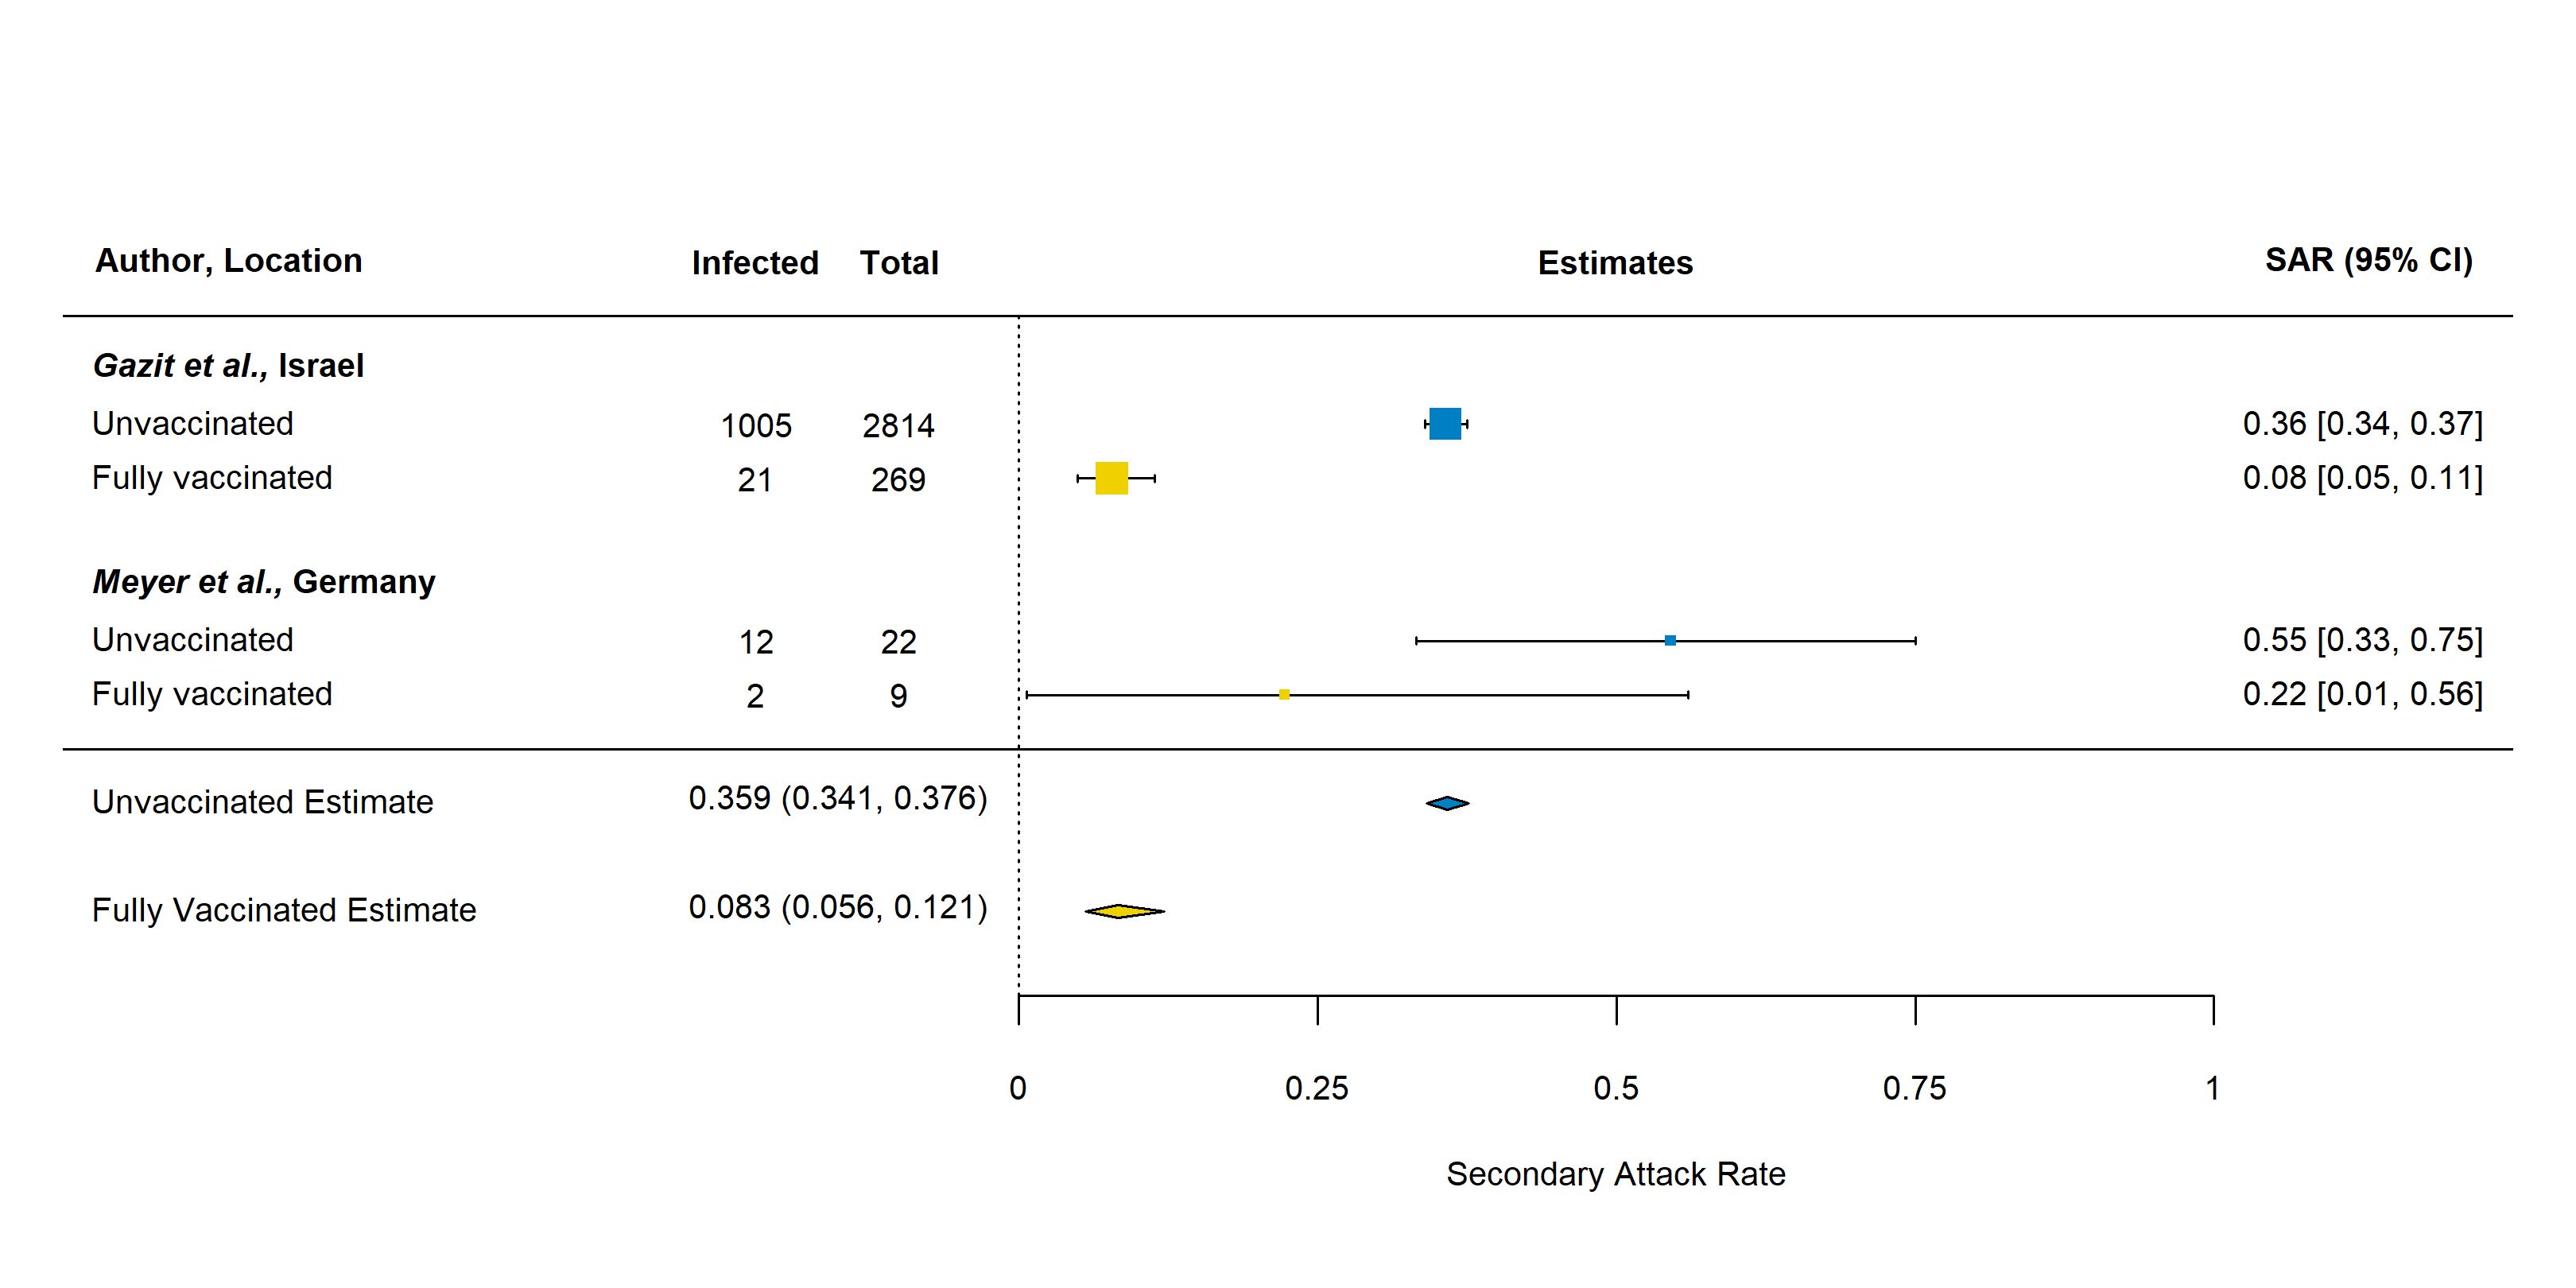 Author, Location Infected Total Estimates SAR (95% CI)
Gazit et al., Israel
Unvaccinated 1005 2814 0.36 [0.34, 0.37]
Fully vaccinated 21 269 0.08 [0.05, 0.11]
Meyer et al., Germany
Unvaccinated 12 22 0.55 [0.33, 0.75]
Fully vaccinated 2 9 0.22 [0.01, 0.56]
Unvaccinated Estimate 0.359 (0.341, 0.376)
Fully Vaccinated Estimate 0.083 (0.056, 0.121)
0 0.25 0.5 0.75 1
Secondary Attack Rate